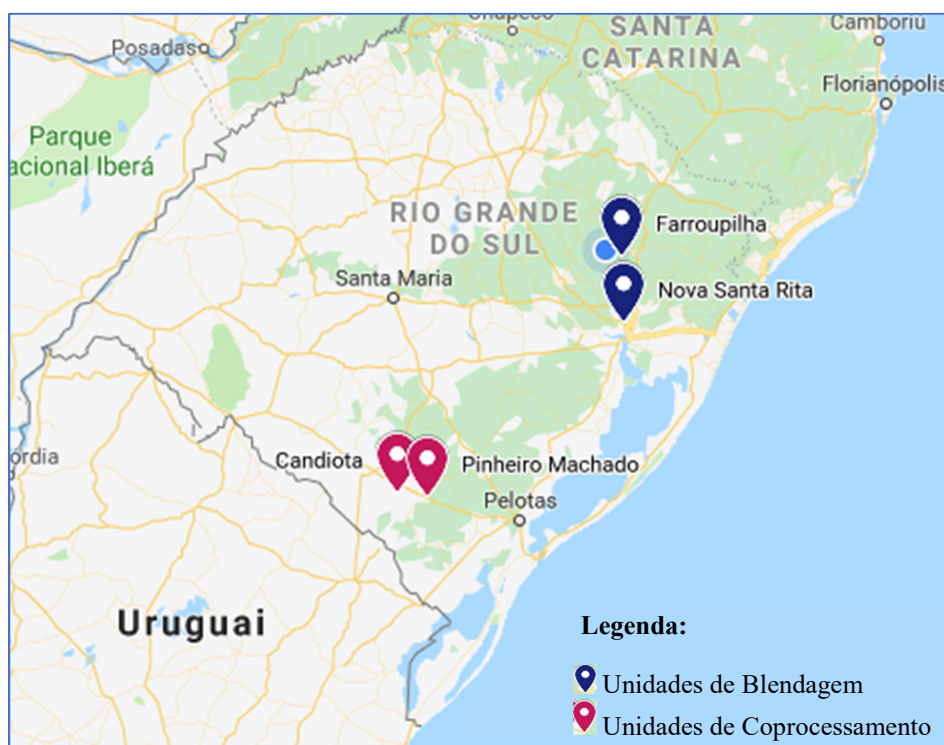 Chapecó
SANTA
CATARINA
Camboriú
Posadas
Florianópolis
Parque
acional Iberá
RIO GRANDE
DO SUL
Farroupilha
Nova Santa Rita
Santa Maria
órdia
Candiota
Pinheiro Machado
Pelotas
Uruguai
Legenda:
Unidades de Blendagem
Unidades de Coprocessamento